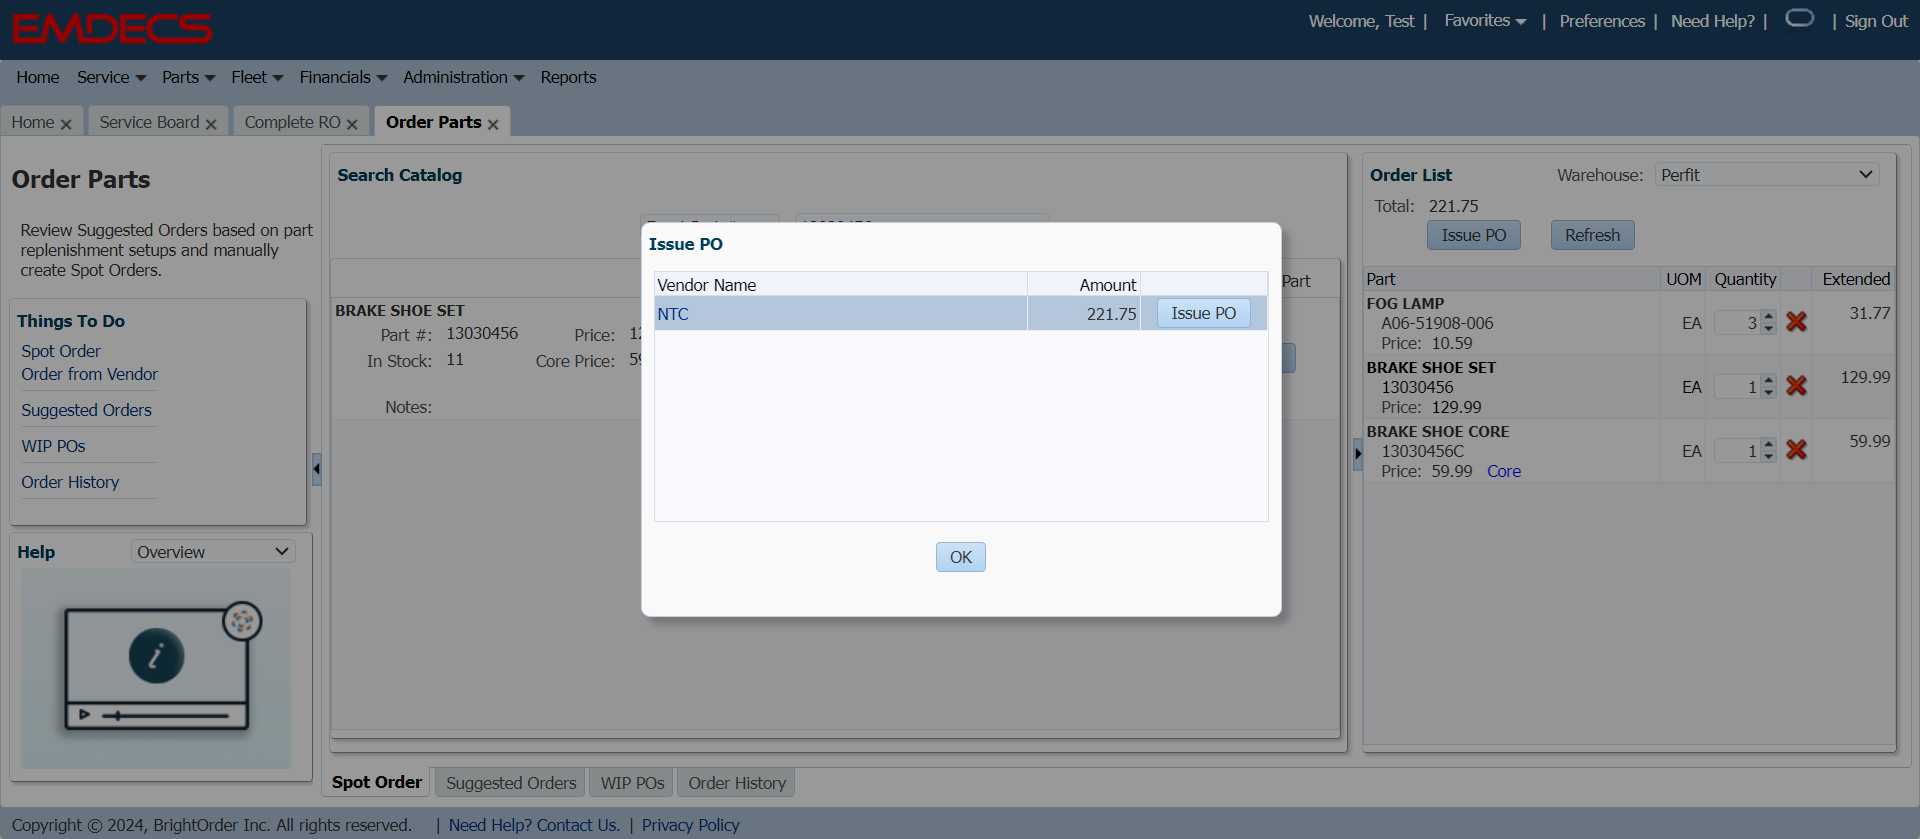 EMDECS
Welcome, Test | Favorites | Preferences | Need Help? | | Sign Out
Home Service Parts Fleet Financials Administration Reports
Home Service Board Complete RO Order Parts
Order Parts
Review Suggested Orders based on part
replenishment setups and manually
create Spot Orders.
Things To Do
Spot Order
Order from Vendor
Suggested Orders
WIP POs
Order History
Help Overview
Search Catalog
Part
BRAKE SHOE SET
Part #: 13030456 Price:
In Stock: 11 Core Price:
Notes:
Issue PO
Vendor Name Amount
NTC 221.75 Issue PO
OK
Order List Warehouse: Perfit
Total: 221.75
Issue PO Refresh
Part UOM Quantity Extended
FOG LAMP
A06-51908-006 EA 3 31.77
Price: 10.59
BRAKE SHOE SET
13030456 EA 1 129.99
Price: 129.99
BRAKE SHOE CORE
13030456C EA 1 59.99
Price: 59.99 Core
Spot Order Suggested Orders WIP POs Order History
Copyright © 2024, BrightOrder Inc. All rights reserved. | Need Help? Contact Us. | Privacy Policy